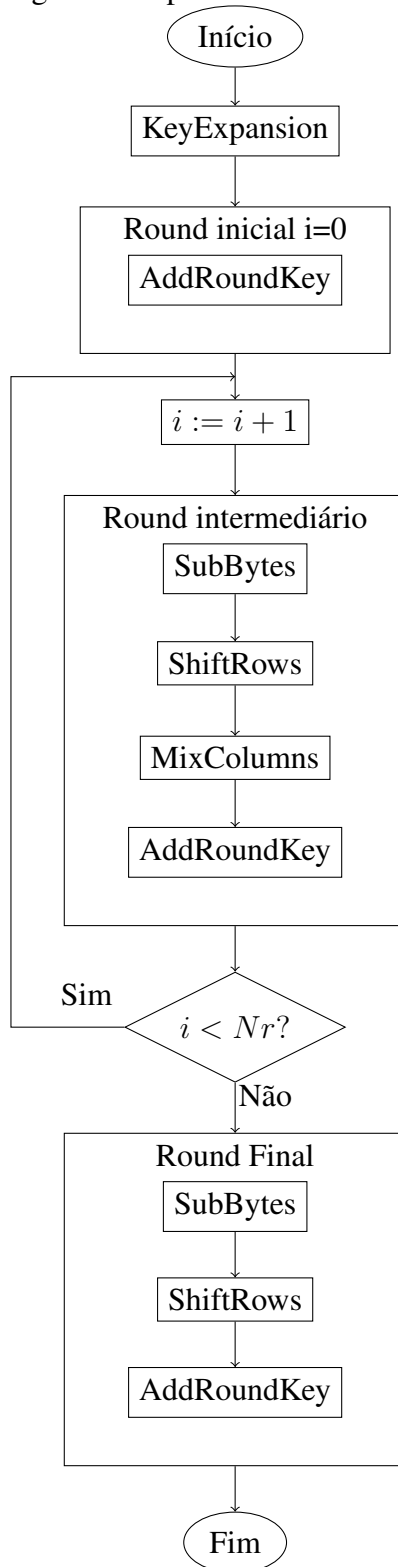 Início
KeyExpansion
Round inicial i=0
AddRoundKey
i := i + 1
Round intermediário
SubBytes
ShiftRows
MixColumns
AddRoundKey
Sim
i < Nr?
Não
Round Final
SubBytes
ShiftRows
AddRoundKey
Fim